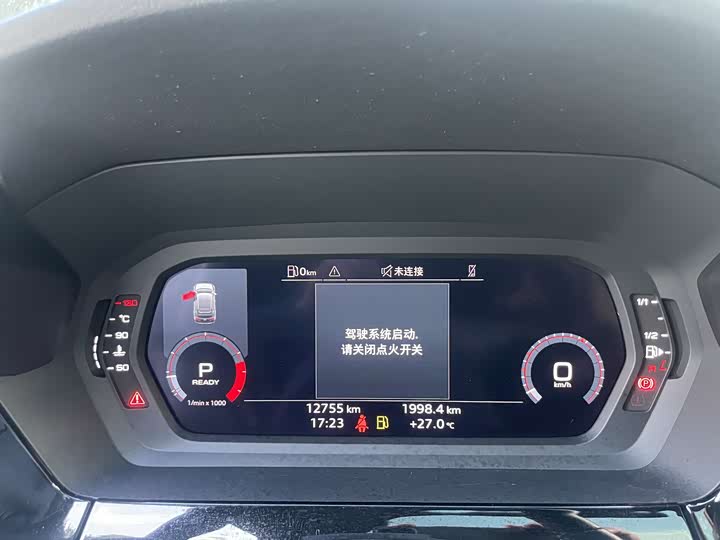 0km
未连接
130
°C
90
60
1/1
1/2
P
READY
1/min x 1000
驾驶系统启动.
请关闭点火开关
0
km/h
12755 km
1998.4 km
17:23
+27.0 °C